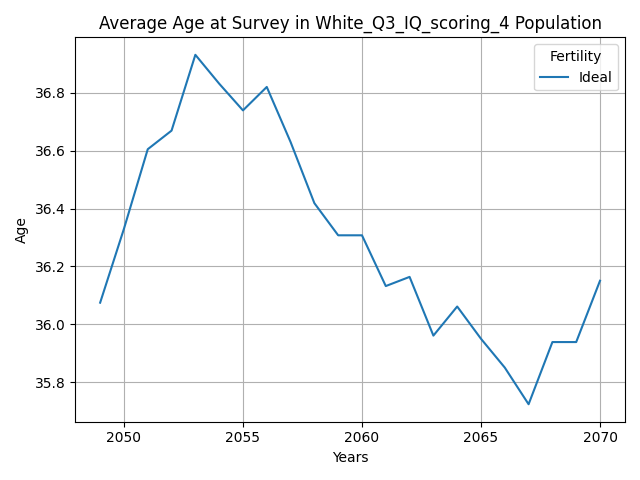 Average Age at Survey in White_Q3_IQ_scoring_4 Population
Fertility
Ideal
36.8
36.6
36.4
36.2
36.0
35.8
Age
2050 2055 2060 2065 2070
Years